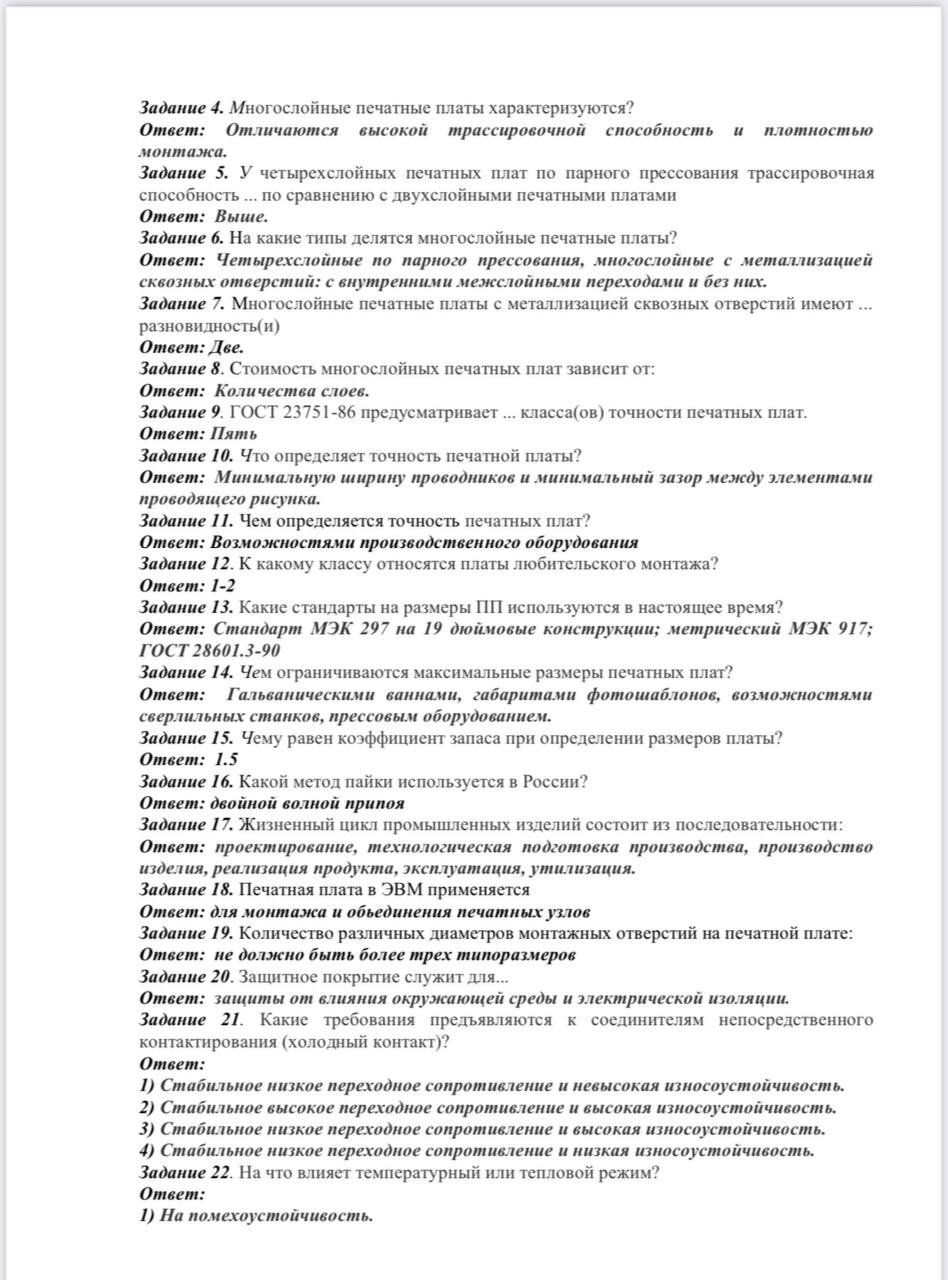 Задание 4. Многослойные печатные платы характеризуются?
Ответ: Отличаются высокой трассировочной способность и плотностью
монтажа.
Задание 5. У четырехслойных печатных плат по парного прессования трассировочная
способность ... по сравнению с двухслойными печатными платами
Ответ: Выше.
Задание 6. На какие типы делятся многослойные печатные платы?
Ответ: Четырехслойные по парного прессования, многослойные с металлизацией
сквозных отверстий: с внутренними межслойными переходами и без них.
Задание 7. Многослойные печатные платы с металлизацией сквозных отверстий имеют ...
разновидность(и)
Ответ: Две.
Задание 8. Стоимость многослойных печатных плат зависит от:
Ответ: Количества слоев.
Задание 9. ГОСТ 23751-86 предусматривает ... класса(ов) точности печатных плат.
Ответ: Пять
Задание 10. Что определяет точность печатной платы?
Ответ: Минимальную ширину проводников и минимальный зазор между элементами
проводящего рисунка.
Задание 11. Чем определяется точность печатных плат?
Ответ: Возможностями производственного оборудования
Задание 12. К какому классу относятся платы любительского монтажа?
Ответ: 1-2
Задание 13. Какие стандарты на размеры ПП используются в настоящее время?
Ответ: Стандарт МЭК 297 на 19 дюймовые конструкции; метрический МЭК 917;
ГОСТ 28601.3-90
Задание 14. Чем ограничиваются максимальные размеры печатных плат?
Ответ: Гальваническими ваннами, габаритами фотошаблонов, возможностями
сверлильных станков, прессовым оборудованием.
Задание 15. Чему равен коэффициент запаса при определении размеров платы?
Ответ: 1.5
Задание 16. Какой метод пайки используется в России?
Ответ: двойной волной припоя
Задание 17. Жизненный цикл промышленных изделий состоит из последовательности:
Ответ: проектирование, технологическая подготовка производства, производство
изделия, реализация продукта, эксплуатация, утилизация.
Задание 18. Печатная плата в ЭВМ применяется
Ответ: для монтажа и обьединения печатных узлов
Задание 19. Количество различных диаметров монтажных отверстий на печатной плате:
Ответ: не должно быть более трех типоразмеров
Задание 20. Защитное покрытие служит для...
Ответ: защиты от влияния окружающей среды и электрической изоляции.
Задание 21. Какие требования предъявляются к соединителям непосредственного
контактирования (холодный контакт)?
Ответ:
1) Стабильное низкое переходное сопротивление и невысокая износоустойчивость.
2) Стабильное высокое переходное сопротивление и высокая износоустойчивость.
3) Стабильное низкое переходное сопротивление и высокая износоустойчивость.
4) Стабильное низкое переходное сопротивление и низкая износоустойчивость.
Задание 22. На что влияет температурный или тепловой режим?
Ответ:
1) На помехоустойчивость.